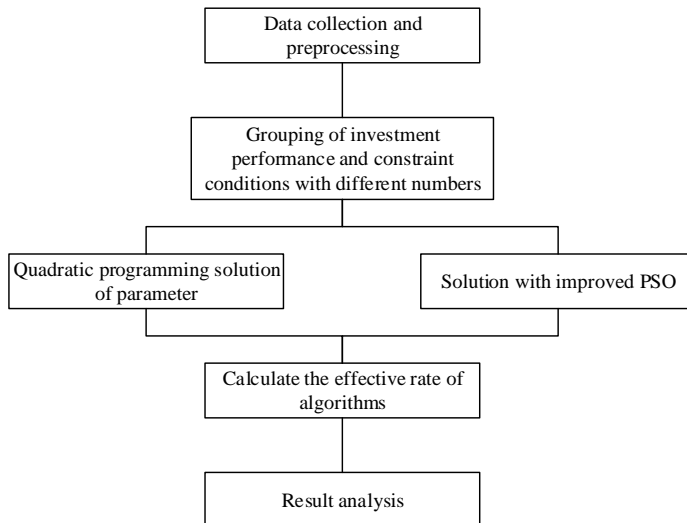 Data collection and
preprocessing
Grouping of investment
performance and constraint
conditions with different numbers
Quadratic programming solution
of parameter
Solution with improved PSO
Calculate the effective rate of
algorithms
Result analysis